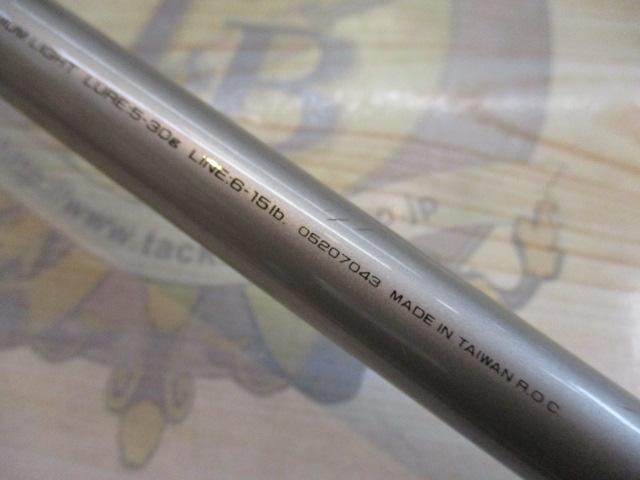 LIGHT LURE:5-30g LINE:6-15lb. 05207043 MADE IN TAIWAN R.O.C.
B